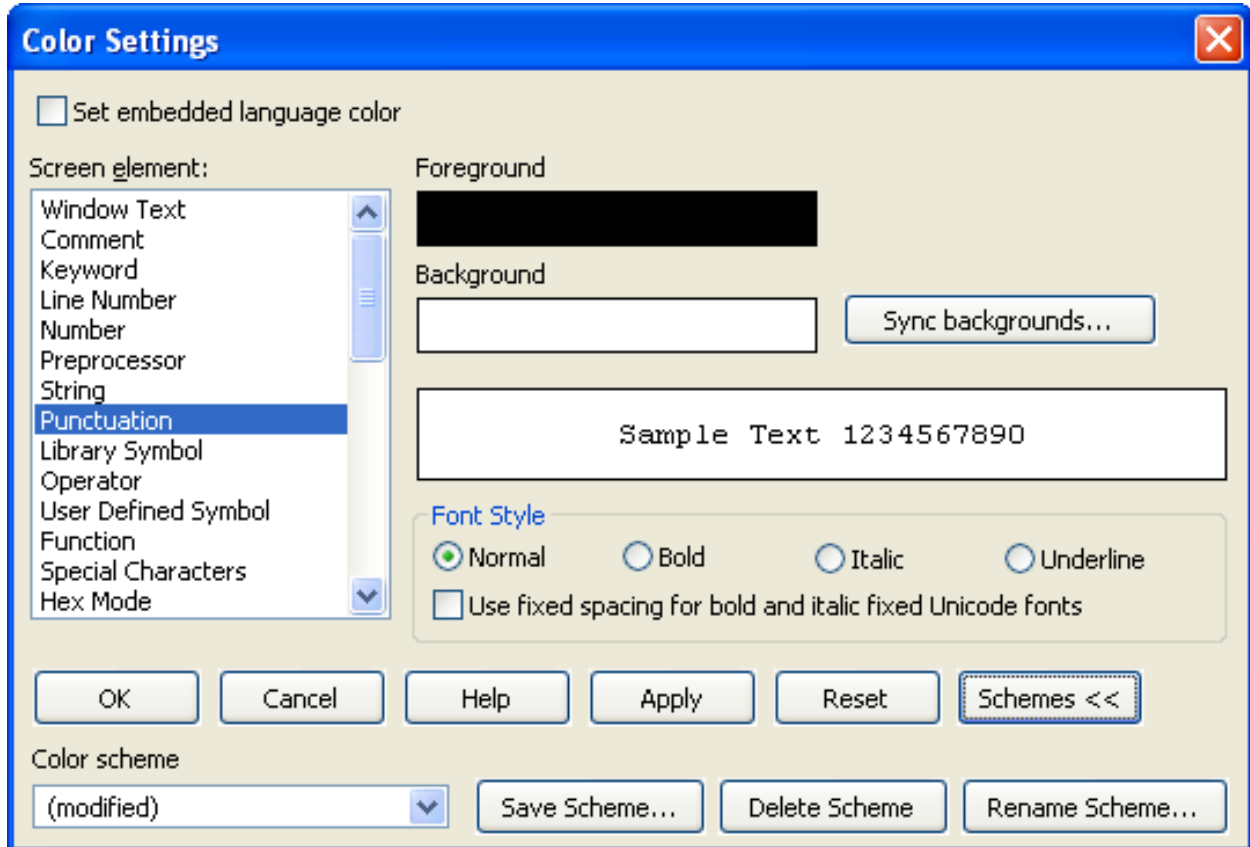 Color Settings
Set embedded language color
Screen element:
Window Text
Comment
Keyword
Line Number
Number
Preprocessor
String
Punctuation
Library Symbol
Operator
User Defined Symbol
Function
Special Characters
Hex Mode
Foreground
Background
Sync backgrounds...
Sample Text 1234567890
Font Style
Normal Bold Italic Underline
Use fixed spacing for bold and italic fixed Unicode fonts
OK Cancel Help Apply Reset Schemes <<
Color scheme
(modified) Save Scheme... Delete Scheme Rename Scheme...